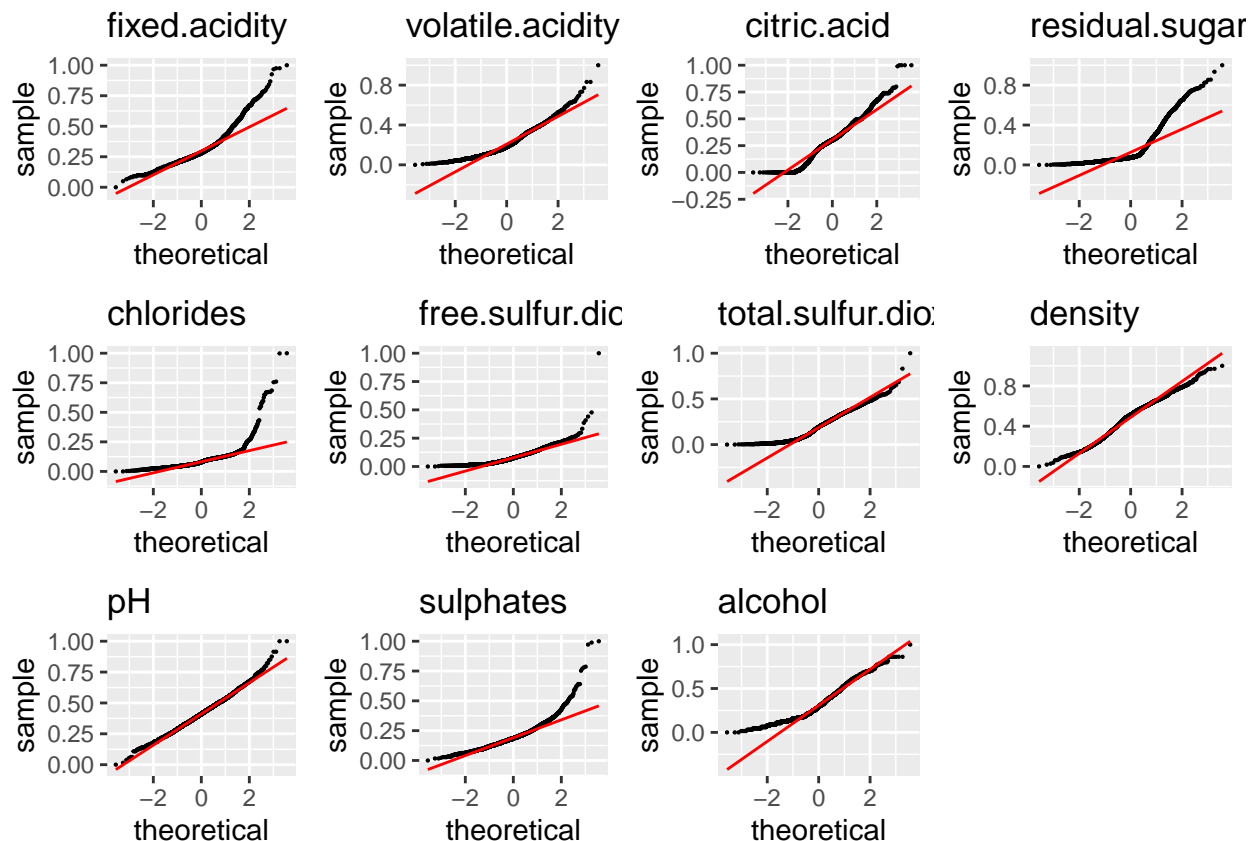 fixed.acidity
sample
1.00
0.75
0.50
0.25
0.00
−2 0 2
theoretical
volatile.acidity
sample
0.8
0.4
0.0
−2 0 2
theoretical
citric.acid
sample
1.00
0.75
0.50
0.25
0.00
−0.25
−2 0 2
theoretical
residual.sugar
sample
0.8
0.4
0.0
−2 0 2
theoretical
chlorides
sample
1.00
0.75
0.50
0.25
0.00
−2 0 2
theoretical
free.sulfur.dio
sample
1.00
0.75
0.50
0.25
0.00
−2 0 2
theoretical
total.sulfur.diox
sample
1.0
0.5
0.0
−2 0 2
theoretical
density
sample
0.8
0.4
0.0
−2 0 2
theoretical
pH
sample
1.00
0.75
0.50
0.25
0.00
−2 0 2
theoretical
sulphates
sample
1.00
0.75
0.50
0.25
0.00
−2 0 2
theoretical
alcohol
sample
1.0
0.5
0.0
−2 0 2
theoretical